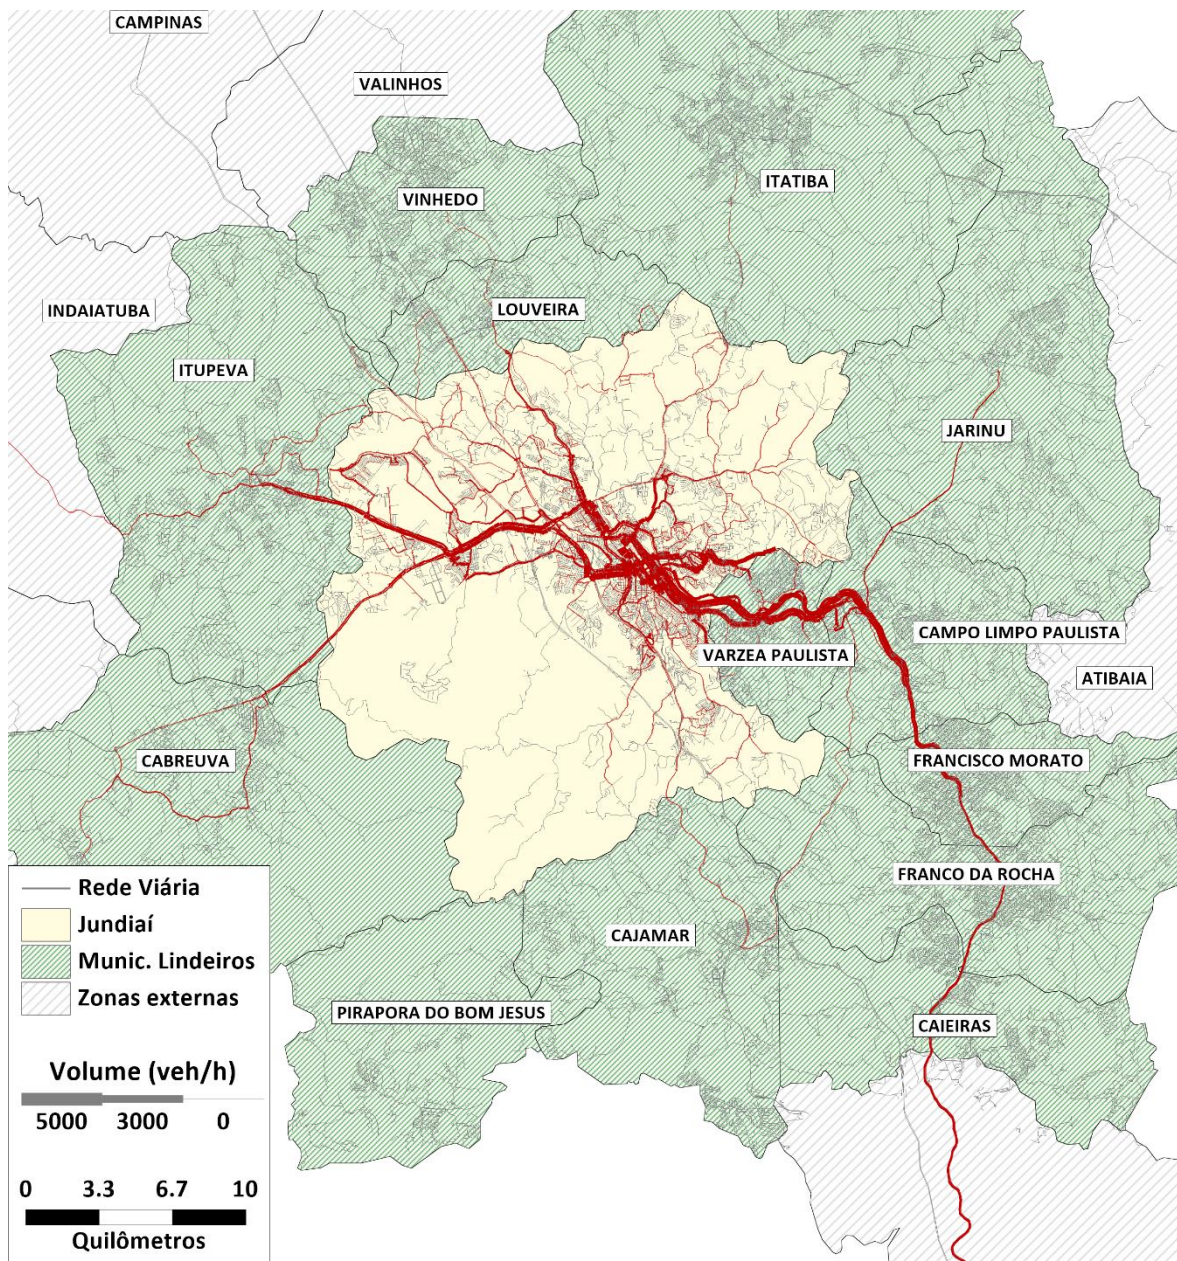 CAMPINAS
VALINHOS
ITATIBA
VINHEDO
INDAIATUBA
LOUVEIRA
ITUPEVA
JARINU
CAMPO LIMPO PAULISTA
VARZEA PAULISTA
ATIBAIA
CABREUVA
FRANCISCO MORATO
FRANCO DA ROCHA
CAJAMAR
PIRAPORA DO BOM JESUS
CAIEIRAS
Rede Viária
Jundiaí
Munic. Lindeiros
Zonas externas
Volume (veh/h)
5000 3000 0
0 3.3 6.7 10
Quilômetros